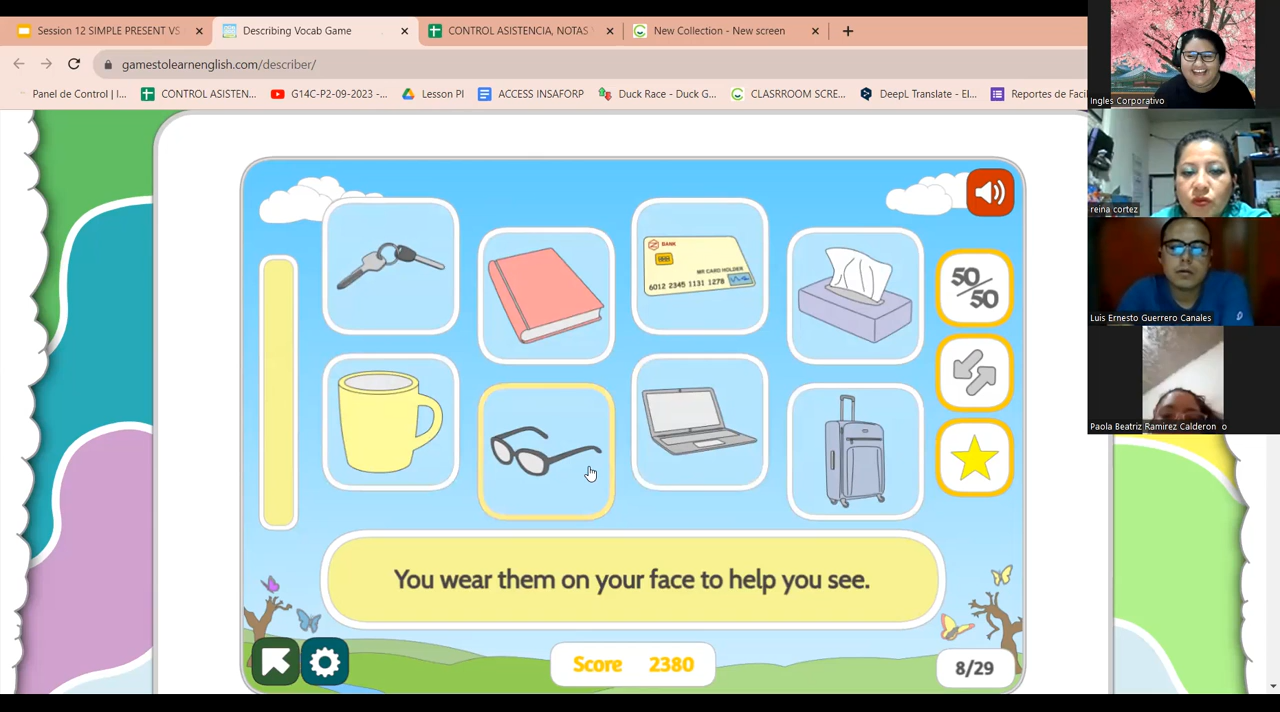 Session 12 SIMPLE PRESENT VS
Describing Vocab Game
CONTROL ASISTENCIA, NOTAS
New Collection - New screen
gamestolearnenglish.com/describer/
Panel de Control | I...
CONTROL ASISTEN...
G14C-P2-09-2023 -...
Lesson Pl
ACCESS INSAFORP
Duck Race - Duck G...
CLASRROOM SCRE...
DeepL Translate - El...
Reportes de Facil
Ingles Corporativo
reina cortez
Luis Ernesto Guerrero Canales
Paola Beatriz Ramirez Calderon o
BANK
MR CARD HOLDER
6012 2345 1131 1278
50/50
You wear them on your face to help you see.
Score 2380
8/29